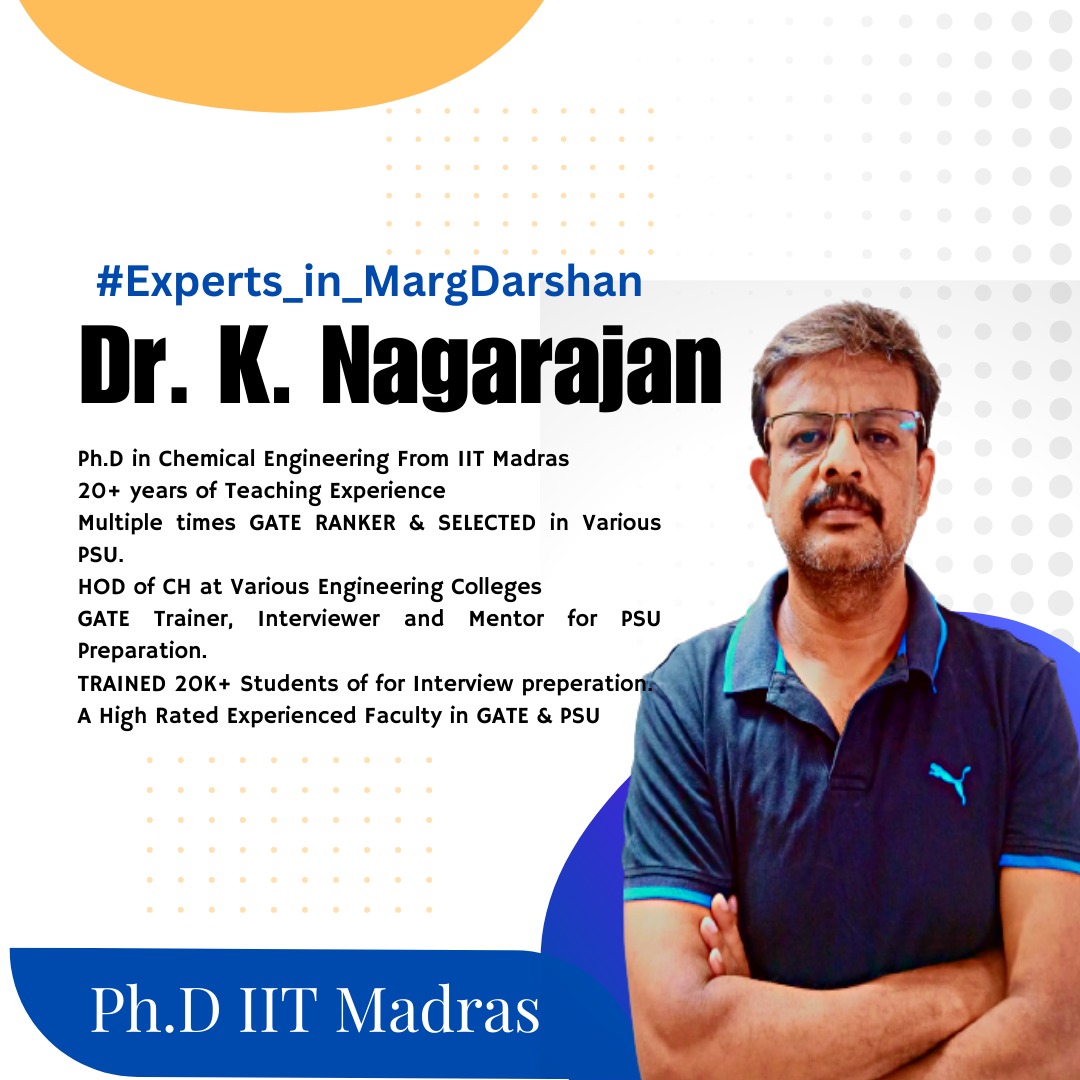 #Experts_in_MargDarshan
Dr. K. Nagarajan
Ph.D in Chemical Engineering From IIT Madras
20+ years of Teaching Experience
Multiple times GATE RANKER & SELECTED in Various
PSU.
HOD of CH at Various Engineering Colleges
GATE Trainer, Interviewer and Mentor for PSU
Preparation.
TRAINED 20K+ Students of for Interview preperation.
A High Rated Experienced Faculty in GATE & PSU
Ph.D IIT Madras